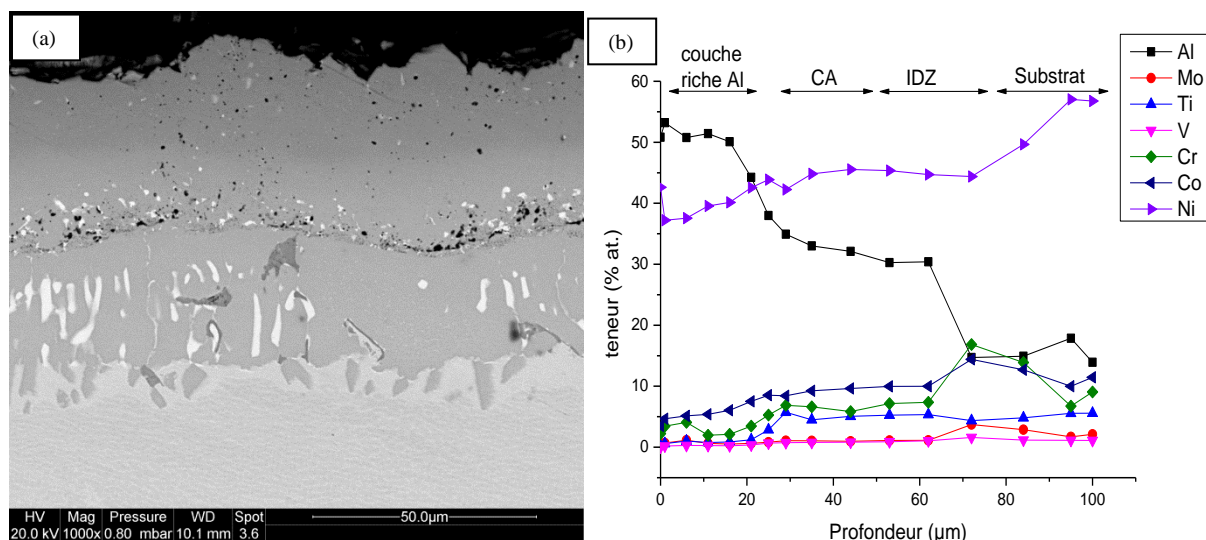 (a)
HV Mag Pressure WD Spot
20.0 kV 1000x 0.80 mbar 10.1 mm 3.6
50.0µm
(b)
couche
riche Al
CA
IDZ
Substrat
teneur (% at.)
60
50
40
30
20
10
0
0 20 40 60 80 100
Profondeur (µm)
Al
Mo
Ti
V
Cr
Co
Ni